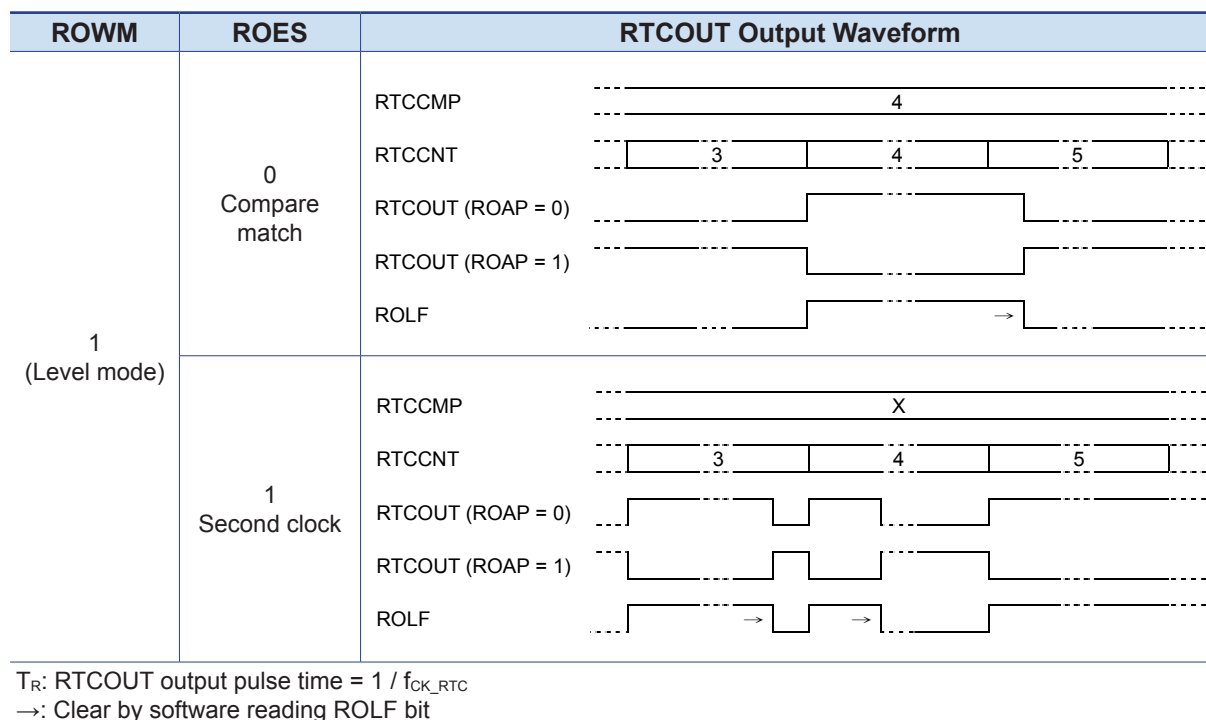 ROWM ROES RTCOUT Output Waveform
1
(Level mode)
0
Compare
match
RTCCMP 4
RTCCNT 3 4 5
RTCOUT (ROAP = 0)
RTCOUT (ROAP = 1)
ROLF →
1
Second clock
RTCCMP X
RTCCNT 3 4 5
RTCOUT (ROAP = 0)
RTCOUT (ROAP = 1)
ROLF → →
TR: RTCOUT output pulse time = 1 / fCK_RTC
→: Clear by software reading ROLF bit